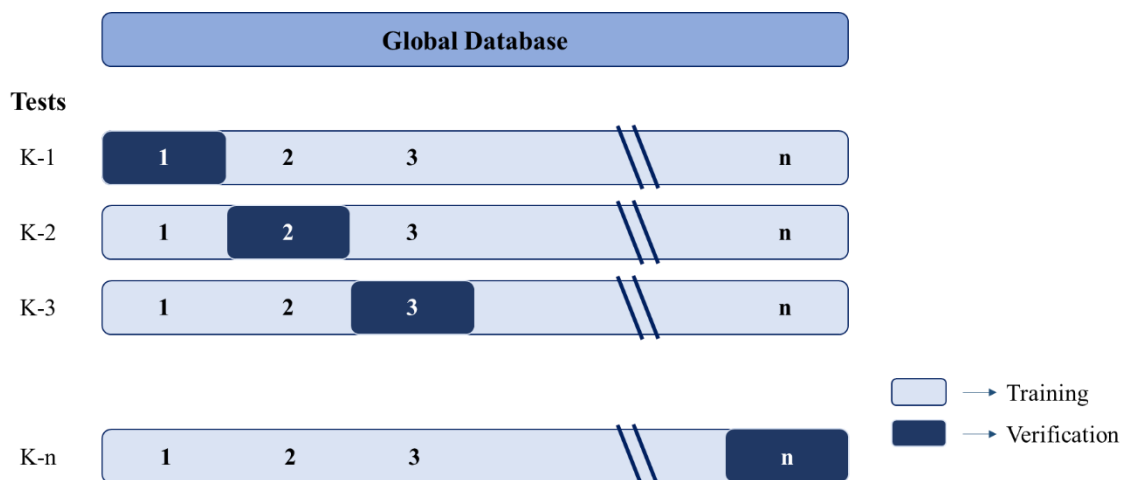 Global Database
Tests
K-1 1 2 3 n
K-2 1 2 3 n
K-3 1 2 3 n
Training
Verification
K-n 1 2 3 n